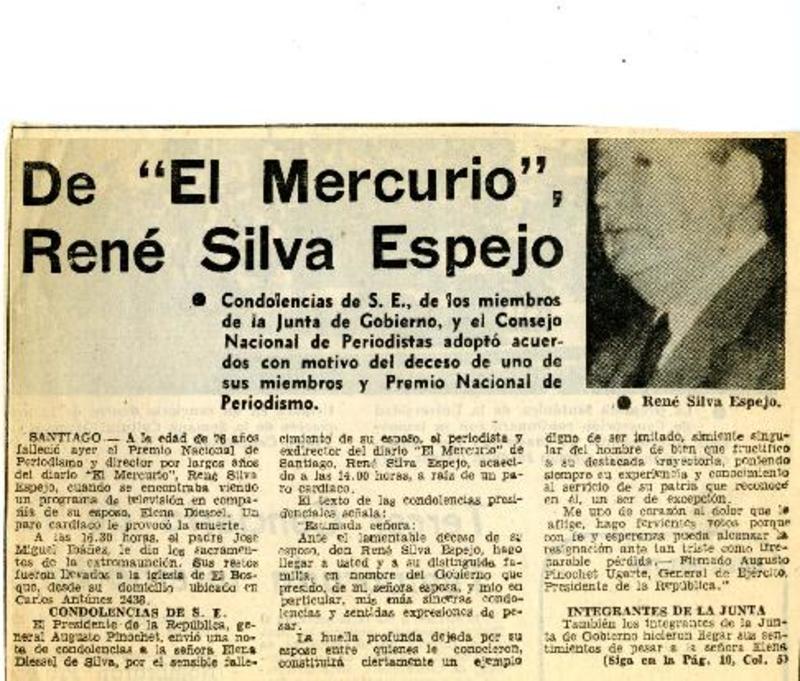 De "El Mercurio",
René Silva Espejo
● Condolencias de S. E., de los miembros
de la Junta de Gobierno, y el Consejo
Nacional de Periodistas adoptó acuer-
dos con motivo del deceso de uno de
sus miembros y Premio Nacional de
Periodismo.
● René Silva Espejo.
SANTIAGO — A la edad de 76 años
falleció ayer el Premio Nacional de
Periodismo y director por largos años
del diario "El Mercurio", René Silva
Espejo, cuando se encontraba viendo
un programa de televisión en compa-
ñía de su esposa, Elena Diessel. Un
paro cardíaco le provocó la muerte.
A las 16.30 horas, el padre José
Miguel Ibáñez, le dio los sacramen-
tos de la extremaunción. Sus restos
fueron llevados a la iglesia de El Bos-
que, desde su domicilio ubicado en
Carlos Antúnez 2438.
CONDOLENCIAS DE S. E.
El Presidente de la República, ge-
neral Augusto Pinochet, envió una no-
ta de condolencias a la señora Elena
Diessel de Silva, por el sensible falle-
cimiento de su esposo, el periodista y
exdirector del diario "El Mercurio" de
Santiago, René Silva Espejo, acaeci-
do a las 14.00 horas, a raíz de un pa-
ro cardíaco.
El texto de las condolencias presi-
denciales señala:
Estimada señora:
Ante el lamentable deceso de su
esposo, don René Silva Espejo, hago
llegar a usted y a su distinguida fa-
milia, en nombre del Gobierno que
presido, de mi señora esposa, y mío en
particular, mis más sinceras condo-
lencias y sentidas expresiones de pe-
sar.
La huella profunda dejada por su
esposo entre quienes le conocieron,
constituirá ciertamente un ejemplo
digno de ser imitado, simiente singu-
lar del hombre de bien que fructificó
a su destacada trayectoria, poniendo
siempre su experiencia y conocimiento
al servicio de su patria que reconoce
en él, un ser de excepción.
Me uno de corazón al dolor que le
aflige, hago fervientes votos porque
con fe y esperanza pueda alcanzar la
resignación ante tan triste como irre-
parable pérdida.— Firmado Augusto
Pinochet Ugarte, General de Ejército,
Presidente de la República."
INTEGRANTES DE LA JUNTA
También los integrantes de la Jun-
ta de Gobierno hicieron llegar sus sen-
timientos de pesar a la señora Elena
(Siga en la Pág. 10, Col. 5)